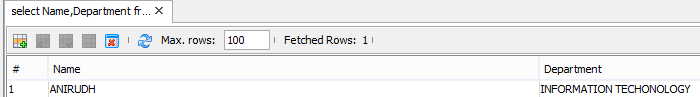 select Name,Department fr...
Max. rows: 100 Fetched Rows: 1
# Name Department
1 ANIRUDH INFORMATION TECHONOLOGY